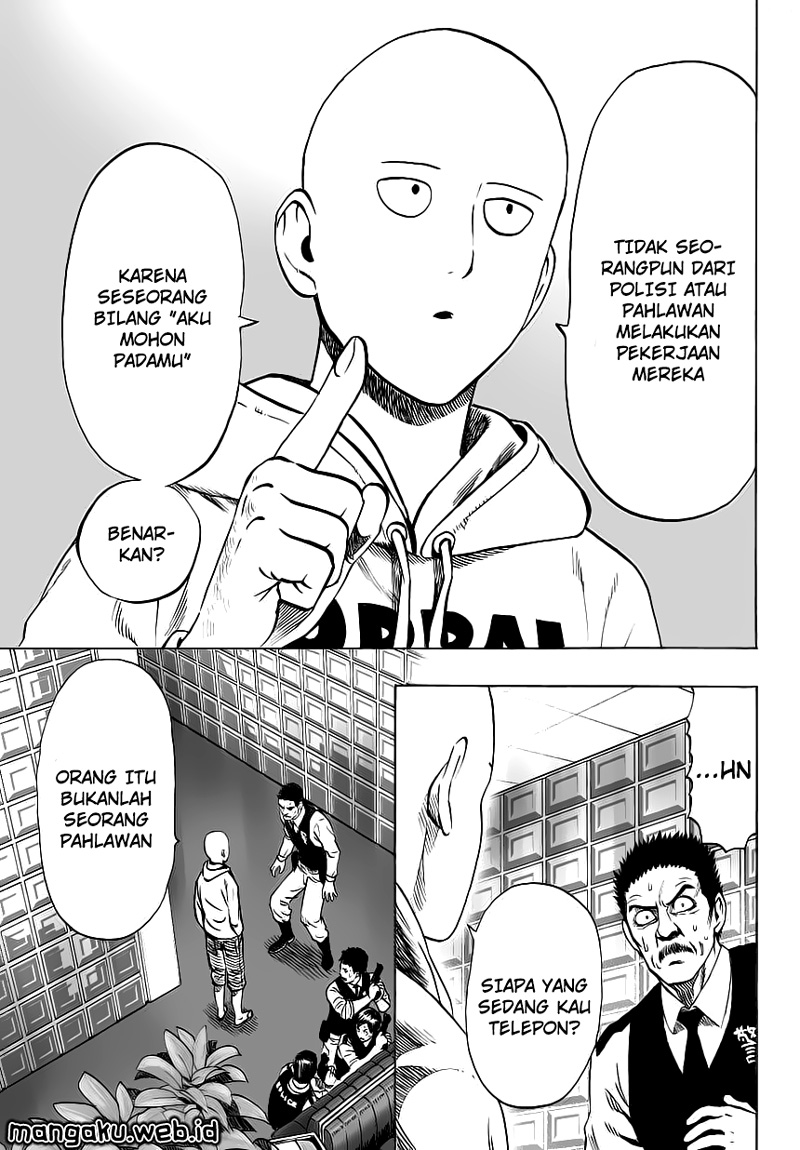 TIDAK SEO-
RANGPUN DARI
POLISI ATAU
PAHLAWAN
MELAKUKAN
PEKERJAAN
MEREKA
KARENA
SESEORANG
BILANG "AKU
MOHON
PADAMU"
BENAR-
KAN?
...HN
SIAPA YANG
SEDANG KAU
TELEPON?
ORANG ITU
BUKANLAH
SEORANG
PAHLAWAN
POLICE
mangaku.web.id